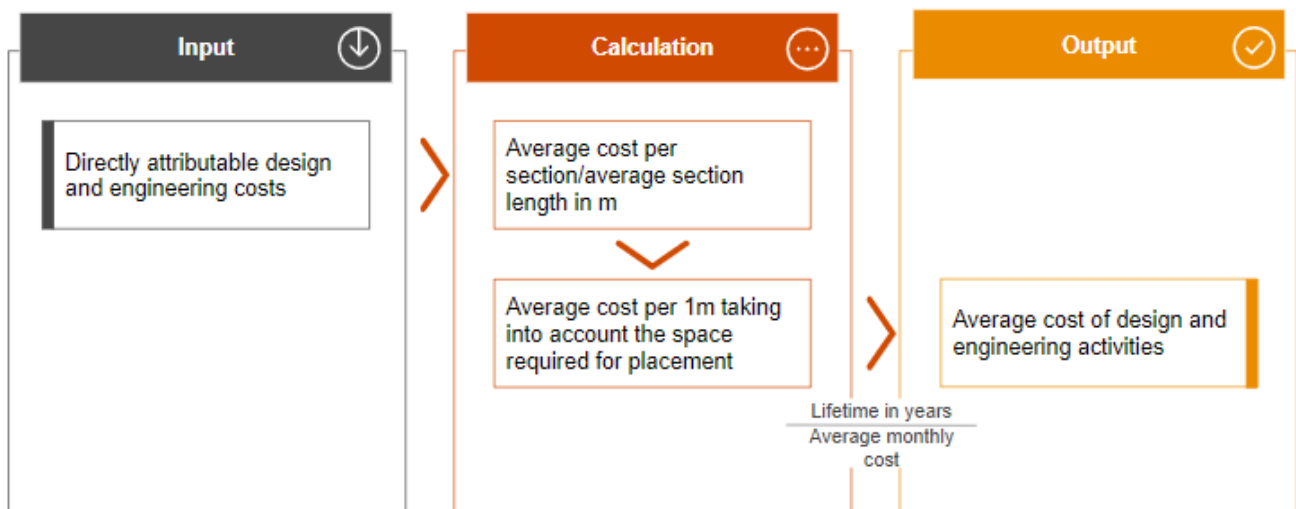 Input
Calculation
Output
Directly attributable design
and engineering costs
Average cost per
section/average section
length in m
Average cost per 1m taking
into account the space
required for placement
Lifetime in years
Average monthly
cost
Average cost of design and
engineering activities